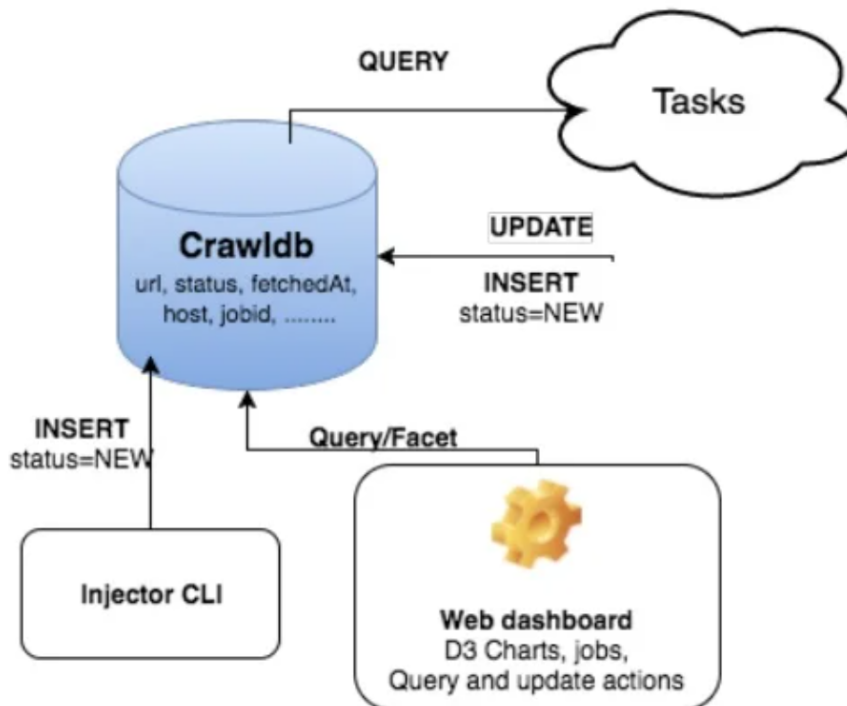 QUERY
Tasks
UPDATE
Crawldb
url, status, fetchedAt,
host, jobid, ........
INSERT
status=NEW
INSERT
status=NEW
Query/Facet
Injector CLI
Web dashboard
D3 Charts, jobs,
Query and update actions